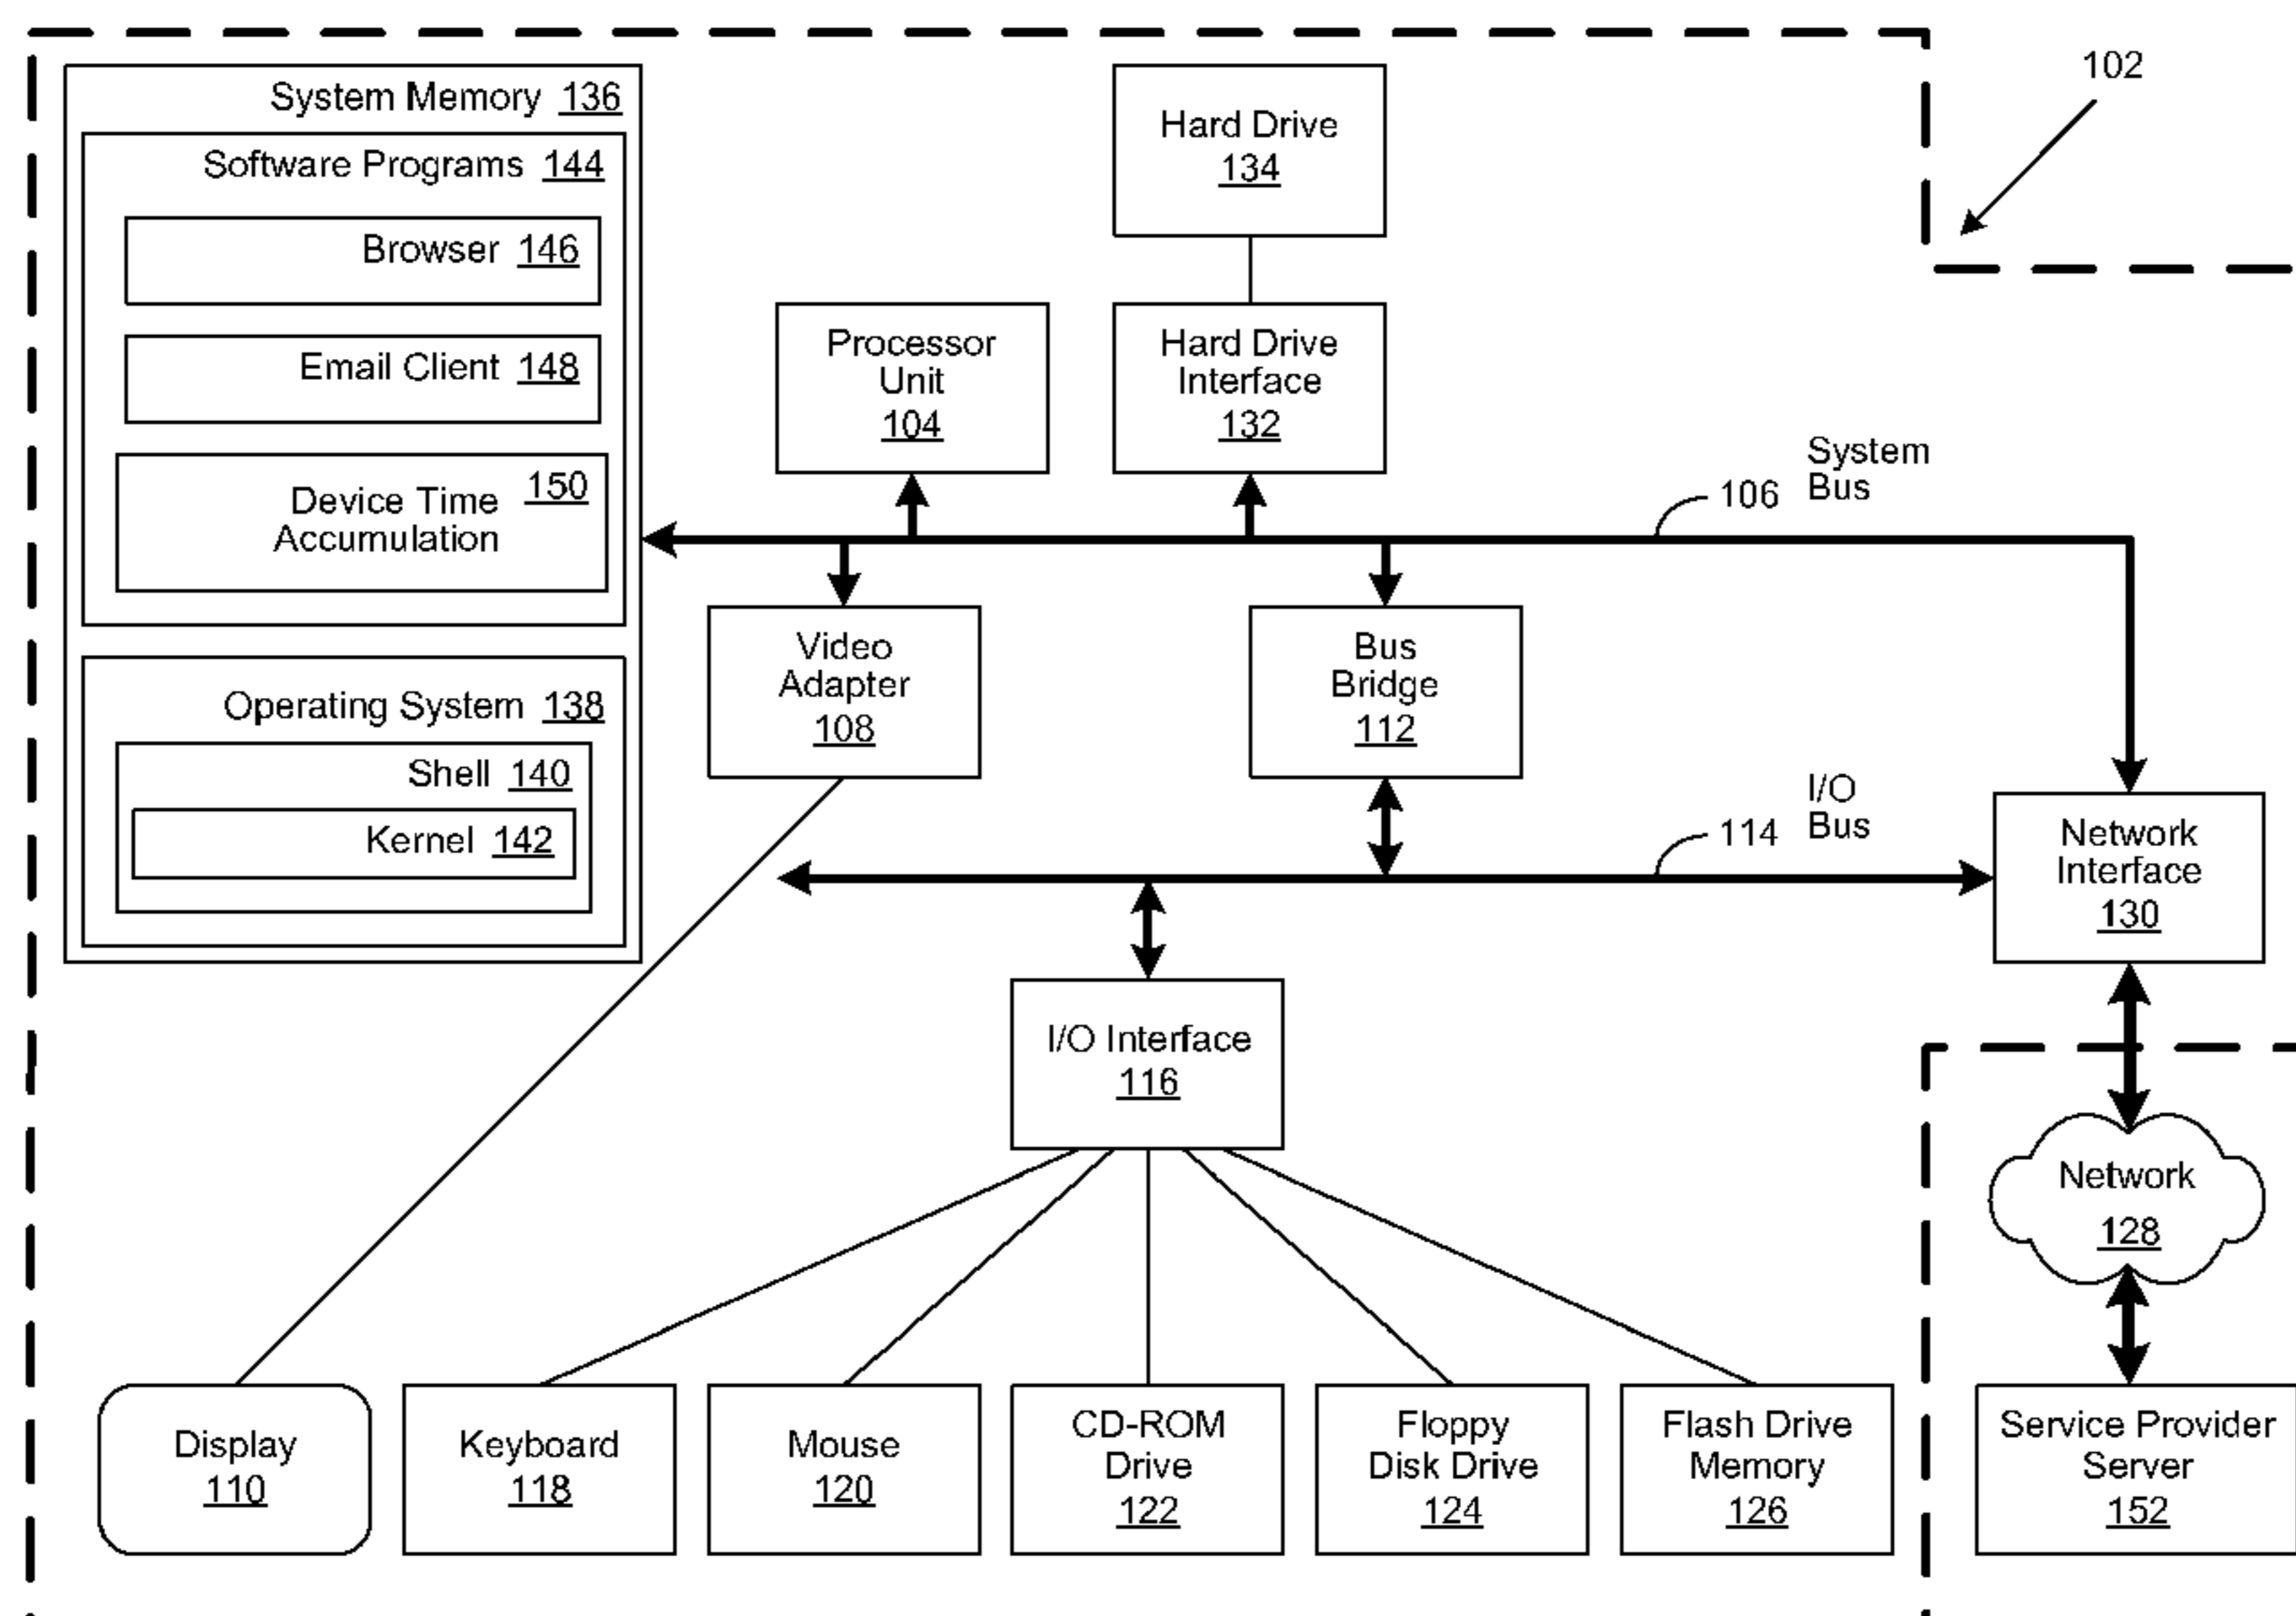 102
System Memory 136
Software Programs 144
Browser 146
Email Client 148
Device Time 150
Accumulation
Operating System 138
Shell 140
Kernel 142
Hard Drive
134
Processor
Unit
104
Hard Drive
Interface
132
106
System
Bus
Video
Adapter
108
Bus
Bridge
112
114
I/O
Bus
Network
Interface
130
I/O Interface
116
Network
128
Display
110
Keyboard
118
Mouse
120
CD-ROM
Drive
122
Floppy
Disk Drive
124
Flash Drive
Memory
126
Service Provider
Server
152